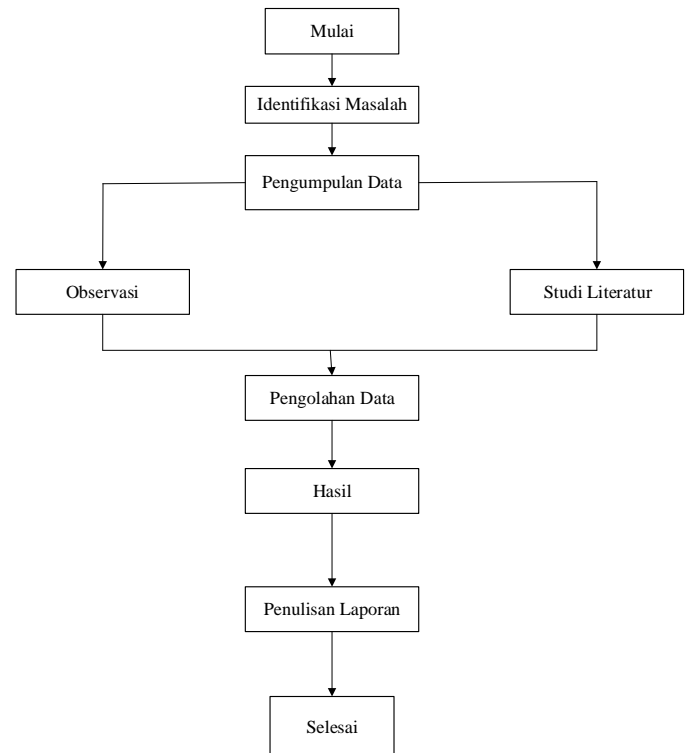 Mulai
Identifikasi Masalah
Pengumpulan Data
Observasi
Studi Literatur
Pengolahan Data
Hasil
Penulisan Laporan
Selesai